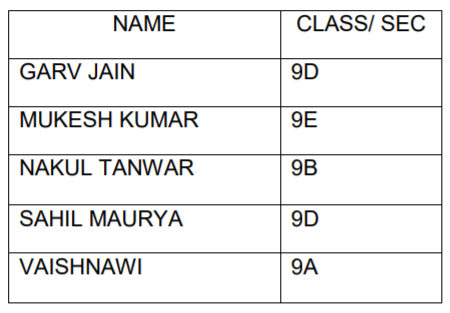 NAME CLASS/ SEC
GARV JAIN 9D
MUKESH KUMAR 9E
NAKUL TANWAR 9B
SAHIL MAURYA 9D
VAISHNAWI 9A